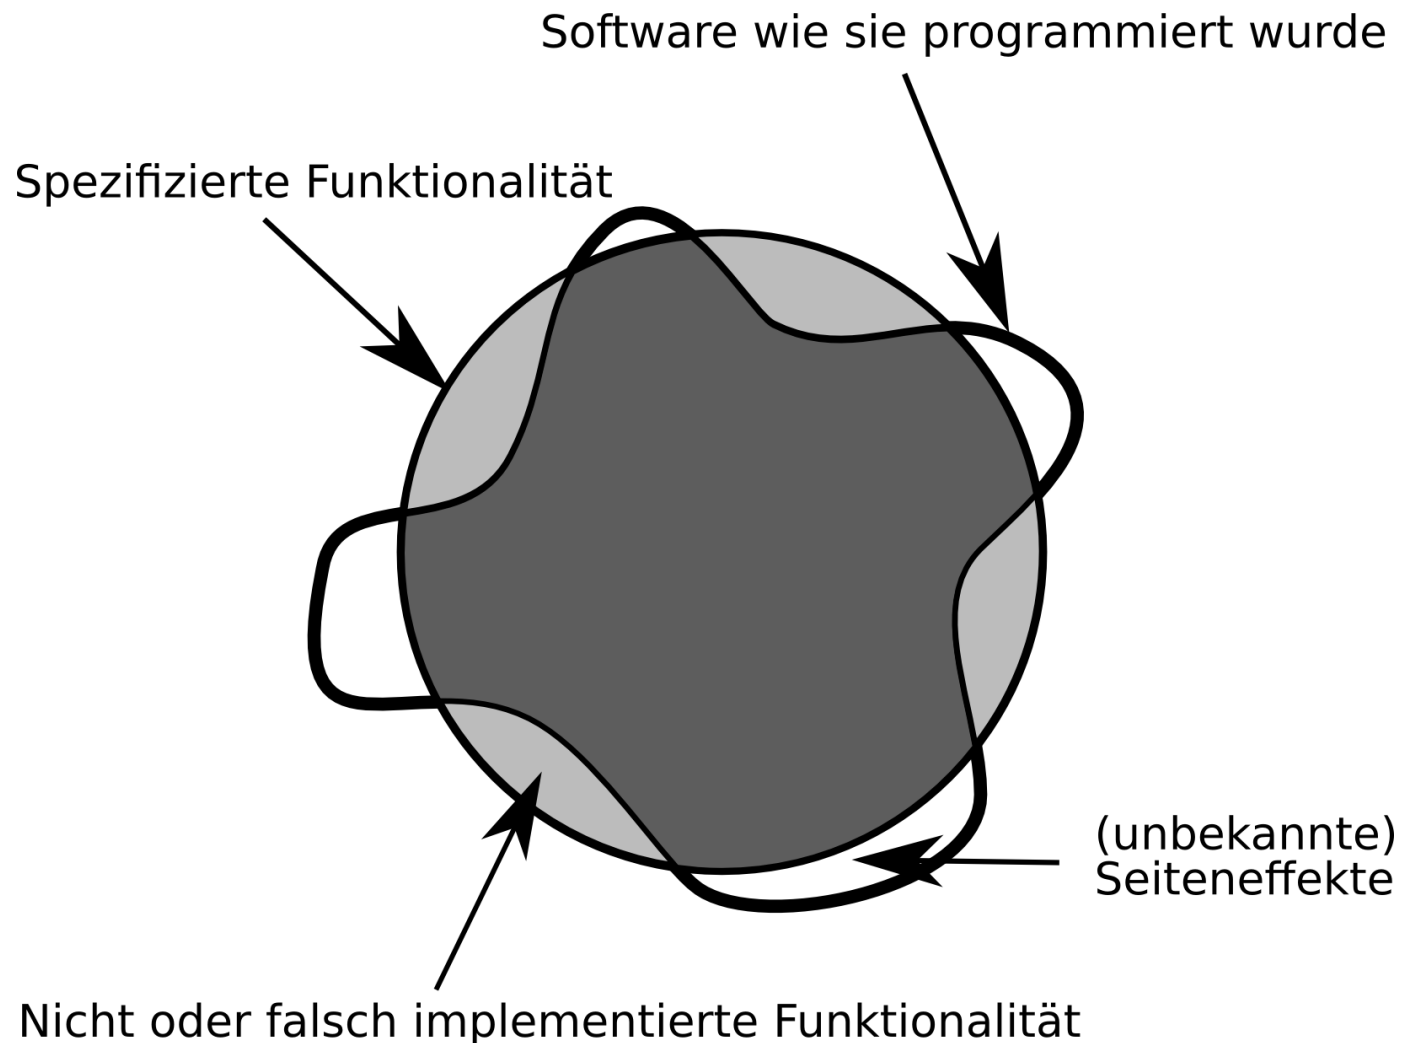 Software wie sie programmiert wurde
Spezifizierte Funktionalität
(unbekannte)
Seiteneffekte
Nicht oder falsch implementierte Funktionalität